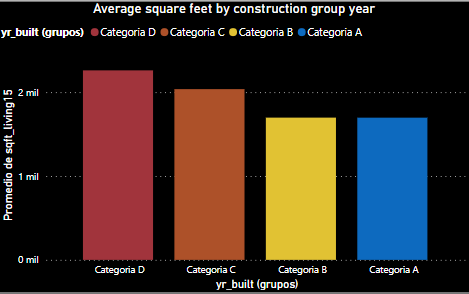 Average square feet by construction group year
yr_built (grupos) Categoria D Categoria C Categoria B Categoria A
Promedio de sqft_living15
2 mil
1 mil
0 mil
Categoria D Categoria C Categoria B Categoria A
yr_built (grupos)